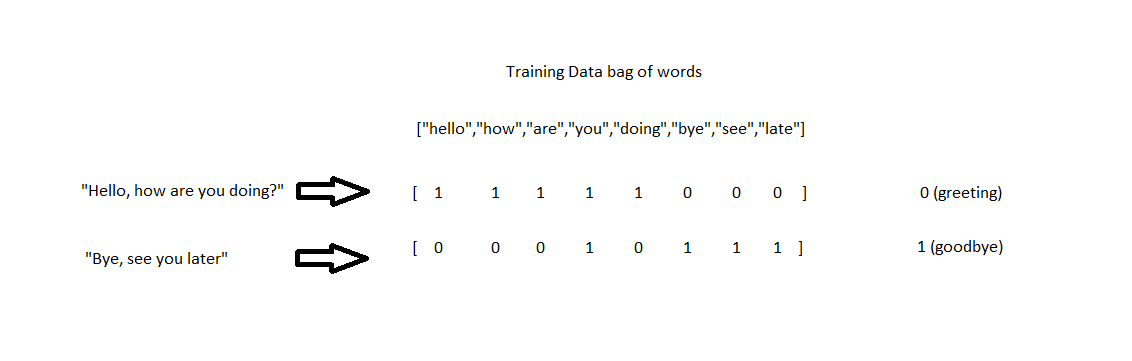 Training Data bag of words
["hello","how","are","you","doing","bye","see","late"]
"Hello, how are you doing?" [ 1 1 1 1 1 0 0 0 ] 0 (greeting)
"Bye, see you later" [ 0 0 0 1 0 1 1 1 ] 1 (goodbye)